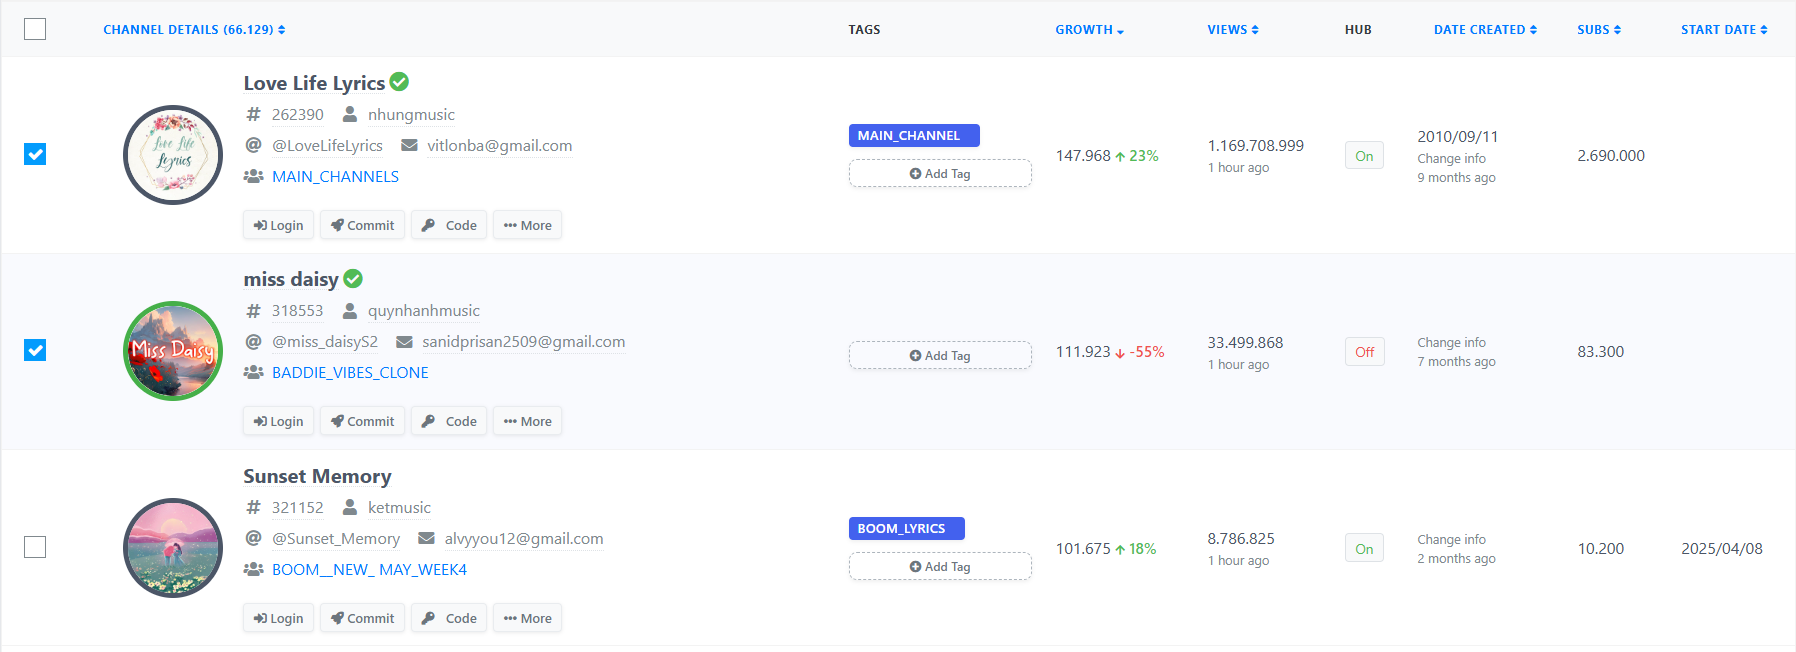 CHANNEL DETAILS (66.129) TAGS GROWTH VIEWS HUB DATE CREATED SUBS START DATE
Love Life Lyrics
262390 nhungmusic
@LoveLifeLyrics vitlonba@gmail.com
MAIN_CHANNELS
Login Commit Code More
Love Life
Lyrics
MAIN_CHANNEL
Add Tag
147.968 23%
1.169.708.999
1 hour ago
On
2010/09/11
Change info
9 months ago
2.690.000
miss daisy
318553 quynhanhmusic
@miss_daisyS2 sanidprisan2509@gmail.com
BADDIE_VIBES_CLONE
Login Commit Code More
Miss Daisy
Add Tag
111.923 -55%
33.499.868
1 hour ago
Off
Change info
7 months ago
83.300
Sunset Memory
321152 ketmusic
@Sunset_Memory alvyyou12@gmail.com
BOOM__NEW_ MAY_WEEK4
Login Commit Code More
BOOM_LYRICS
Add Tag
101.675 18%
8.786.825
1 hour ago
On
Change info
2 months ago
10.200
2025/04/08